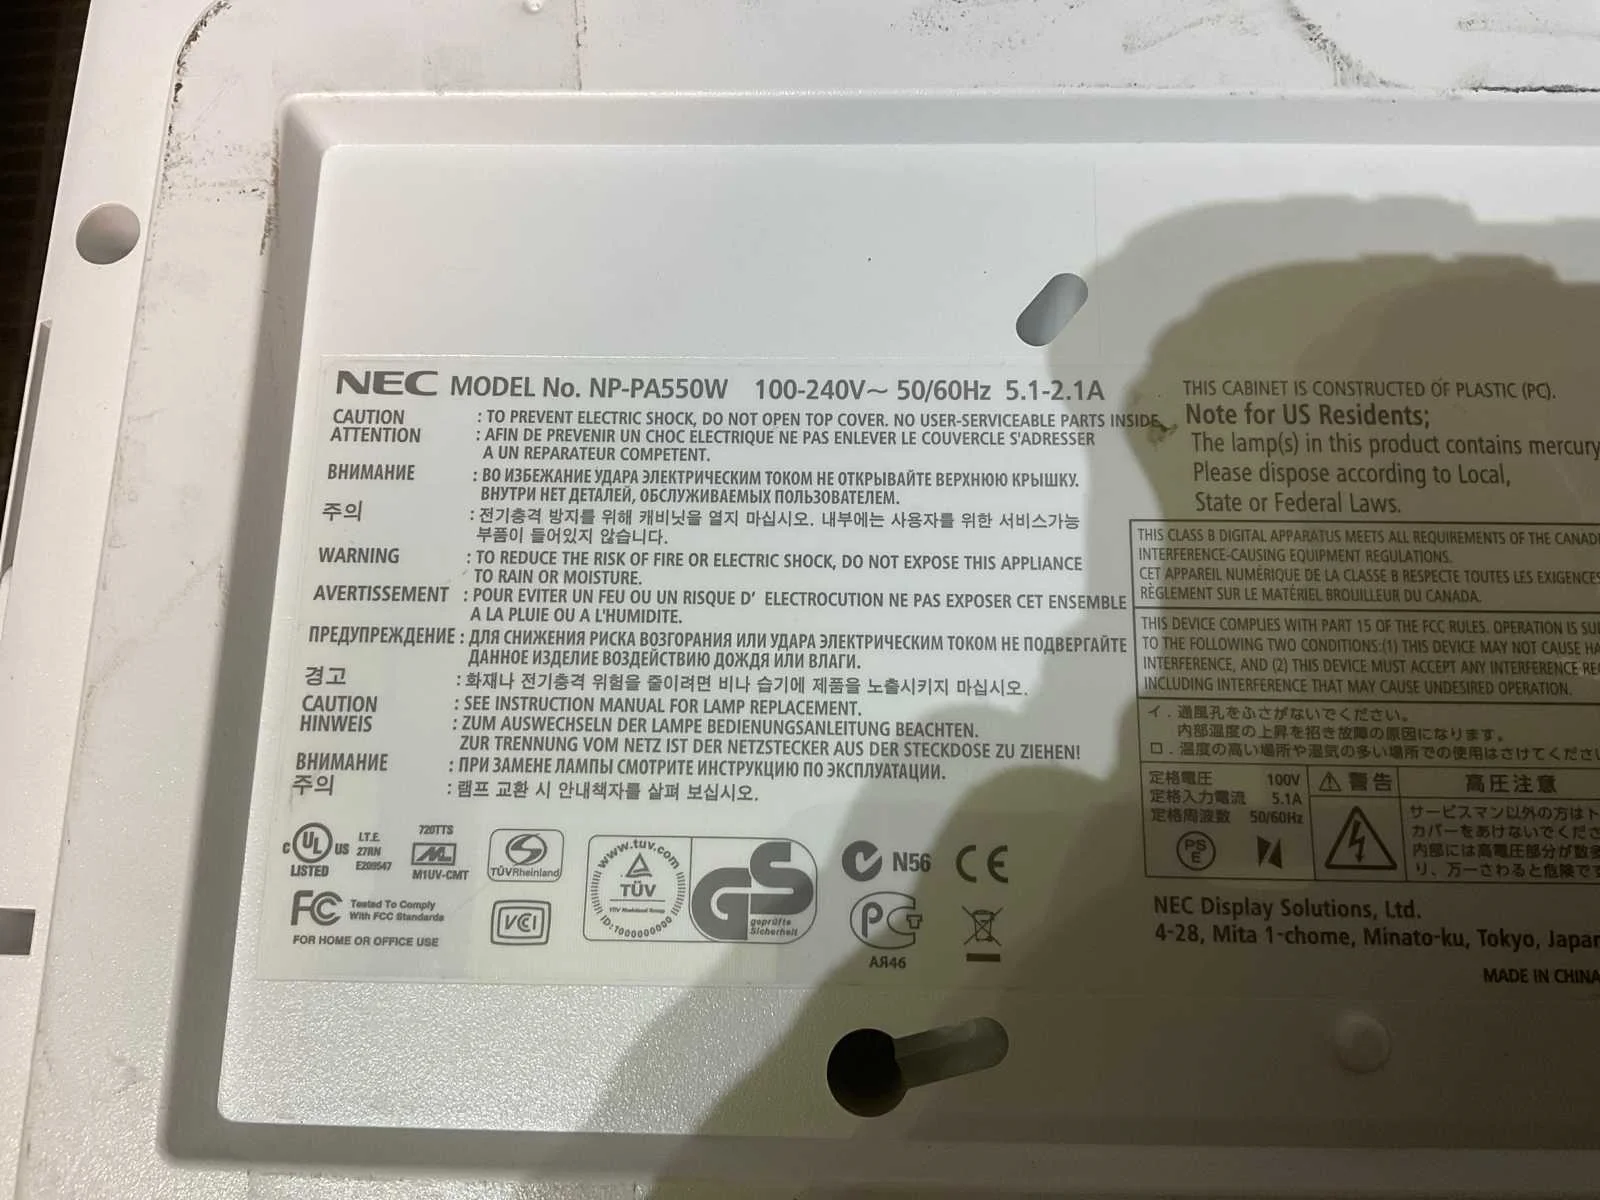 NEC MODEL No. NP-PA550W 100-240V~ 50/60Hz 5.1-2.1A
CAUTION : TO PREVENT ELECTRIC SHOCK, DO NOT OPEN TOP COVER. NO USER-SERVICEABLE PARTS INSIDE.
ATTENTION : AFIN DE PREVENIR UN CHOC ELECTRIQUE NE PAS ENLEVER LE COUVERCLE S'ADRESSER
A UN REPARATEUR COMPETENT.
ВНИМАНИЕ : ВО ИЗБЕЖАНИЕ УДАРА ЭЛЕКТРИЧЕСКИМ ТОКОМ НЕ ОТКРЫВАЙТЕ ВЕРХНЮЮ КРЫШКУ.
ВНУТРИ НЕТ ДЕТАЛЕЙ, ОБСЛУЖИВАЕМЫХ ПОЛЬЗОВАТЕЛЕМ.
주의 : 전기충격 방지를 위해 캐비닛을 열지 마십시오. 내부에는 사용자를 위한 서비스가능
부품이 들어있지 않습니다.
WARNING : TO REDUCE THE RISK OF FIRE OR ELECTRIC SHOCK, DO NOT EXPOSE THIS APPLIANCE
TO RAIN OR MOISTURE.
AVERTISSEMENT : POUR EVITER UN FEU OU UN RISQUE D' ELECTROCUTION NE PAS EXPOSER CET ENSEMBLE
A LA PLUIE OU A L'HUMIDITE.
ПРЕДУПРЕЖДЕНИЕ : ДЛЯ СНИЖЕНИЯ РИСКА ВОЗГОРАНИЯ ИЛИ УДАРА ЭЛЕКТРИЧЕСКИМ ТОКОМ НЕ ПОДВЕРГАЙТЕ
ДАННОЕ ИЗДЕЛИЕ ВОЗДЕЙСТВИЮ ДОЖДЯ ИЛИ ВЛАГИ.
경고 : 화재나 전기충격 위험을 줄이려면 비나 습기에 제품을 노출시키지 마십시오.
CAUTION : SEE INSTRUCTION MANUAL FOR LAMP REPLACEMENT.
HINWEIS : ZUM AUSWECHSELN DER LAMPE BEDIENUNGSANLEITUNG BEACHTEN.
ZUR TRENNUNG VOM NETZ IST DER NETZSTECKER AUS DER STECKDOSE ZU ZIEHEN!
ВНИМАНИЕ : ПРИ ЗАМЕНЕ ЛАМПЫ СМОТРИТЕ ИНСТРУКЦИЮ ПО ЭКСПЛУАТАЦИИ.
주의 : 램프 교환 시 안내책자를 살펴 보십시오.
C UL US
LISTED
I.T.E.
27RN
E209547
720TTS
M1UV-CMT
TÜVRheinland
www.tuv.com
TÜV
TÜV Rheinland Group
ID:1000000000
GS
geprüfte
Sicherheit
N56
CE
FC Tested To Comply
With FCC Standards
FOR HOME OR OFFICE USE
VCI
PCT
АЯ46
THIS CABINET IS CONSTRUCTED OF PLASTIC (PC).
Note for US Residents;
The lamp(s) in this product contains mercury
Please dispose according to Local,
State or Federal Laws.
THIS CLASS B DIGITAL APPARATUS MEETS ALL REQUIREMENTS OF THE CANADI
INTERFERENCE-CAUSING EQUIPMENT REGULATIONS.
CET APPAREIL NUMÉRIQUE DE LA CLASSE B RESPECTE TOUTES LES EXIGENCES
RÈGLEMENT SUR LE MATÉRIEL BROUILLEUR DU CANADA.
THIS DEVICE COMPLIES WITH PART 15 OF THE FCC RULES. OPERATION IS SU
TO THE FOLLOWING TWO CONDITIONS:(1) THIS DEVICE MAY NOT CAUSE HA
INTERFERENCE, AND (2) THIS DEVICE MUST ACCEPT ANY INTERFERENCE RE
INCLUDING INTERFERENCE THAT MAY CAUSE UNDESIRED OPERATION.
イ．通風孔をふさがないでください。
内部温度の上昇を招き故障の原因になります。
ロ．温度の高い場所や湿気の多い場所での使用はさけてくださ
定格電圧 100V
定格入力電流 5.1A
定格周波数 50/60Hz
PS
E
警告
高圧注意
サービスマン以外の方はト
カバーをあけないでくださ
内部には高電圧部分が数多
り、万一さわると危険です
NEC Display Solutions, Ltd.
4-28, Mita 1-chome, Minato-ku, Tokyo, Japan
MADE IN CHINA